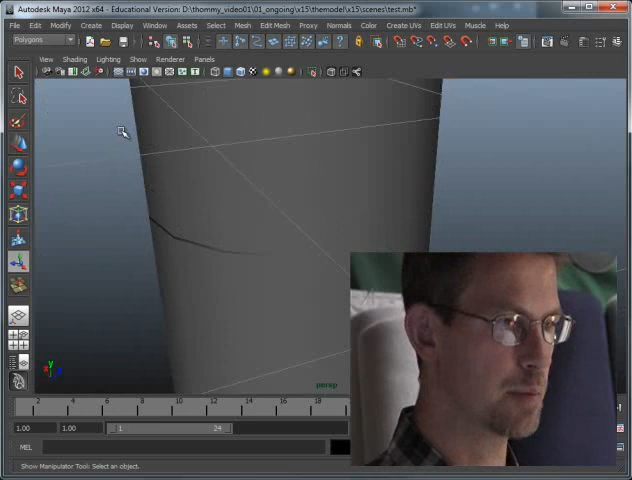 Autodesk Maya 2012 x64 - Educational Version: D:\thommy_video01\01_ongoing\x15\themodel\x15\scenes\test.mb*
File Edit Modify Create Display Window Assets Select Mesh Edit Mesh Proxy Normals Color Create UVs Edit UVs Muscle Help
Polygons
View Shading Lighting Show Renderer Panels
persp
2 4 6 8 10 12 14 16 18
1.00 1.00 1 24
MEL
Show Manipulator Tool: Select an object.